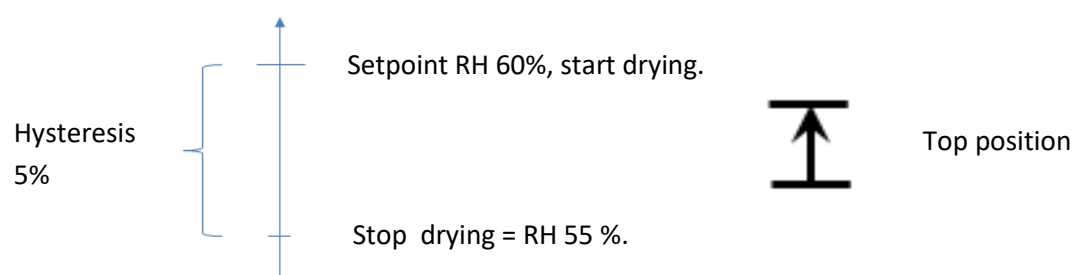 Setpoint RH 60%, start drying.
Hysteresis
5%
Top position
Stop drying = RH 55 %.